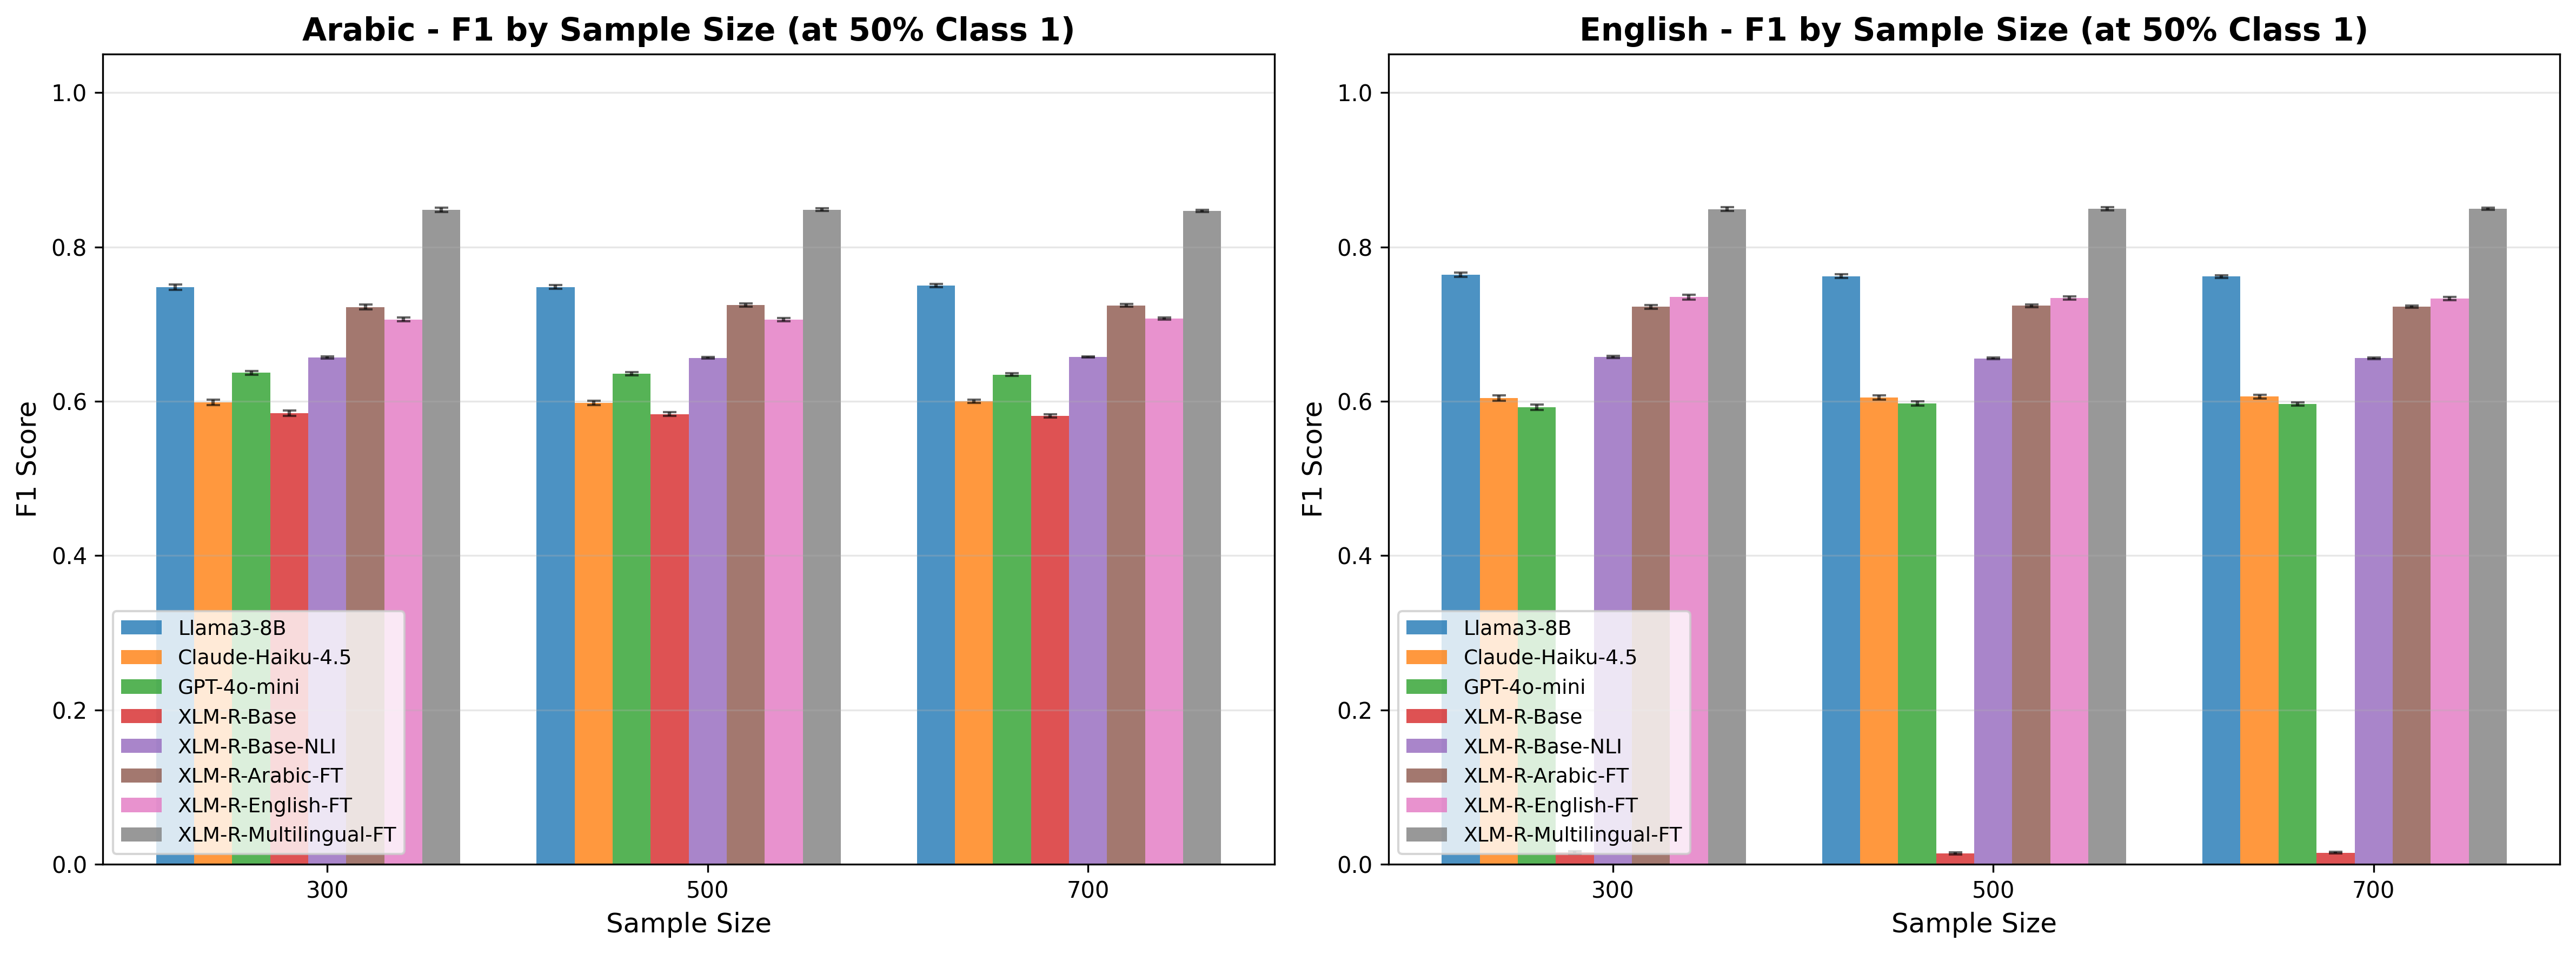 Arabic - F1 by Sample Size (at 50% Class 1)
F1 Score
1.0
0.8
0.6
0.4
0.2
0.0
Llama3-8B
Claude-Haiku-4.5
GPT-4o-mini
XLM-R-Base
XLM-R-Base-NLI
XLM-R-Arabic-FT
XLM-R-English-FT
XLM-R-Multilingual-FT
300
500
700
Sample Size
English - F1 by Sample Size (at 50% Class 1)
F1 Score
1.0
0.8
0.6
0.4
0.2
0.0
Llama3-8B
Claude-Haiku-4.5
GPT-4o-mini
XLM-R-Base
XLM-R-Base-NLI
XLM-R-Arabic-FT
XLM-R-English-FT
XLM-R-Multilingual-FT
300
500
700
Sample Size